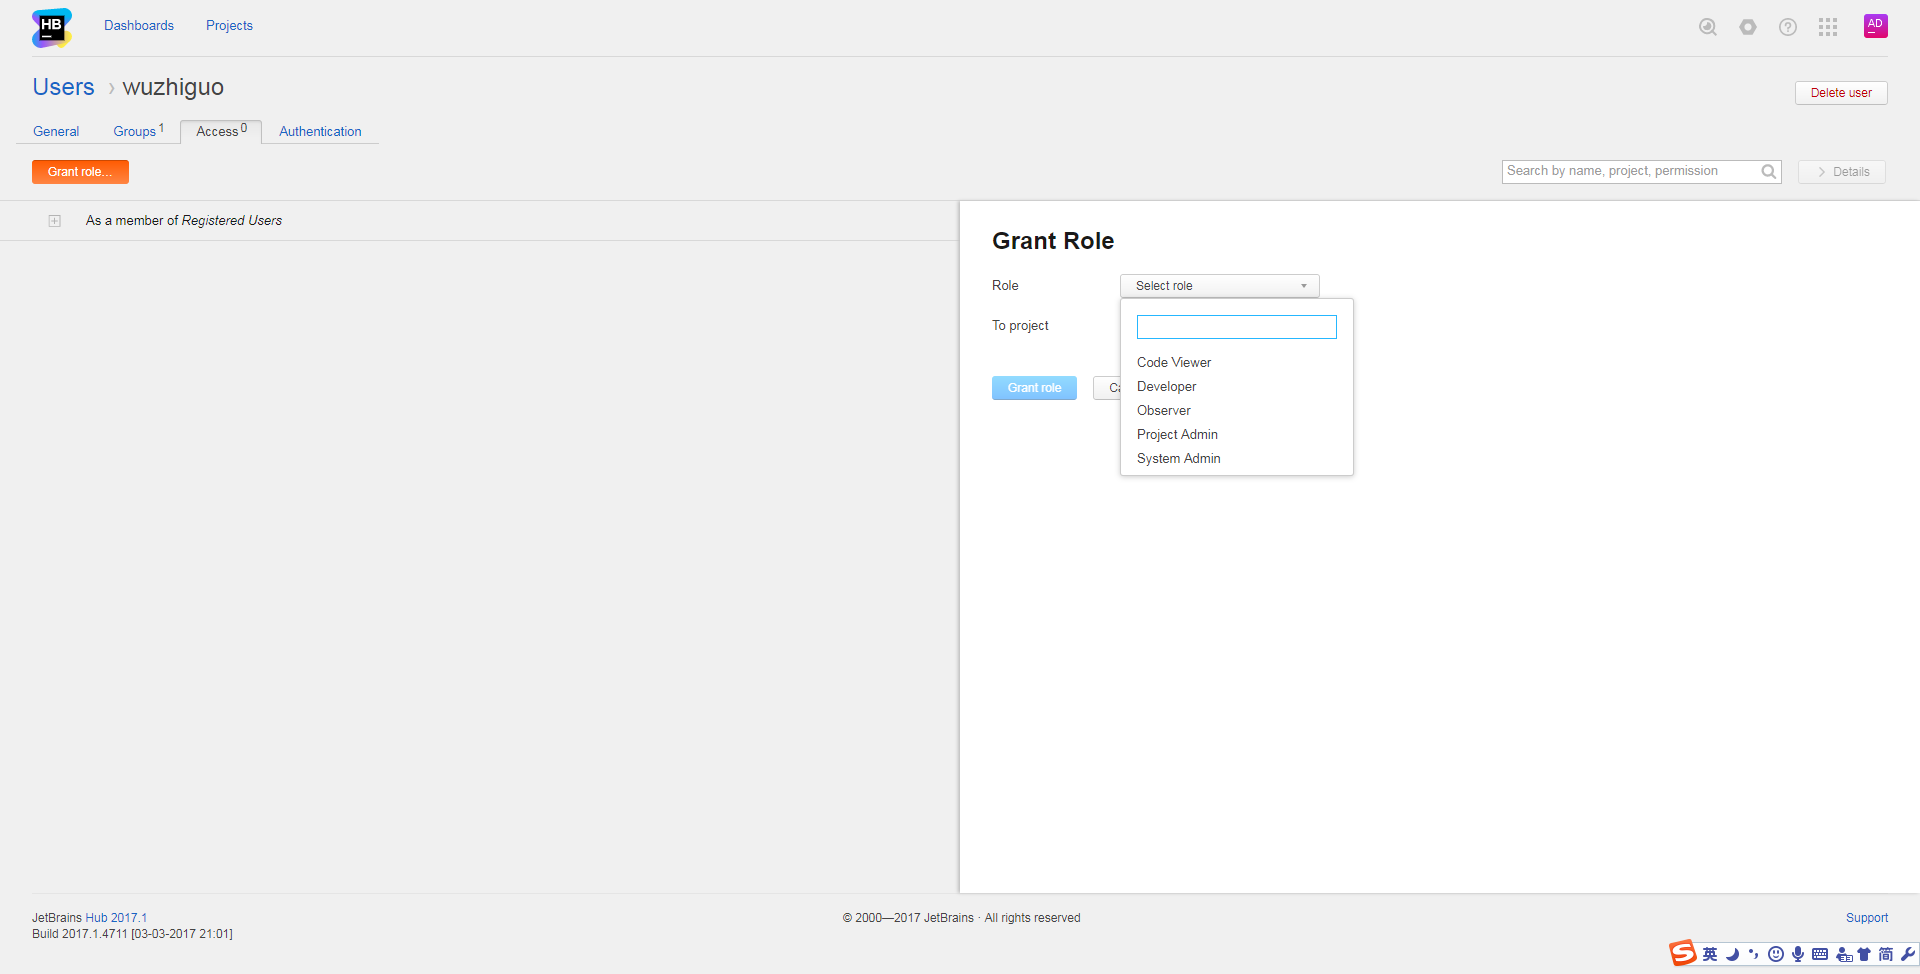 HB
Dashboards Projects
AD
Users › wuzhiguo
Delete user
General Groups 1 Access 0 Authentication
Grant role...
Search by name, project, permission
Details
As a member of Registered Users
Grant Role
Role
Select role
To project
Code Viewer
Developer
Observer
Project Admin
System Admin
Grant role
JetBrains Hub 2017.1
Build 2017.1.4711 [03-03-2017 21:01]
© 2000—2017 JetBrains · All rights reserved
Support
S 英 简